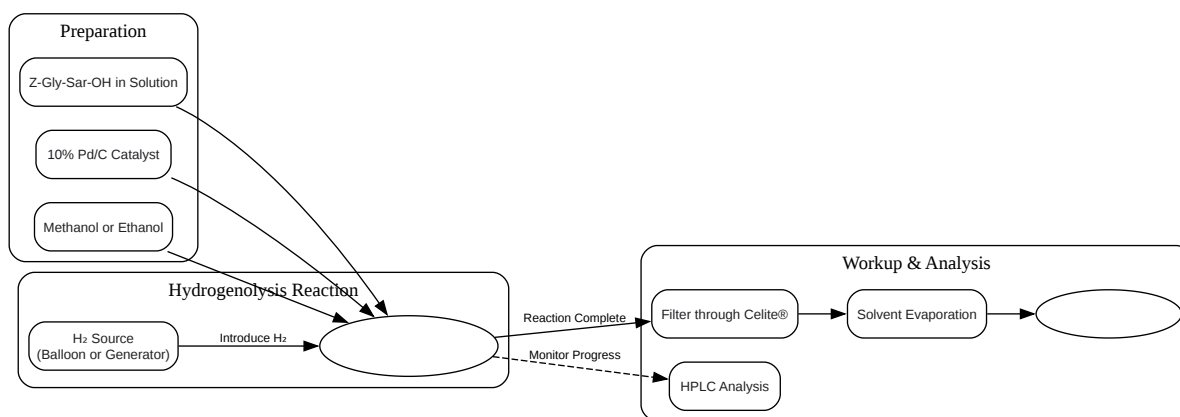 Preparation
Z-Gly-Sar-OH in Solution
10% Pd/C Catalyst
Methanol or Ethanol
Hydrogenolysis Reaction
H₂ Source
(Balloon or Generator)
Introduce H₂
Reaction Complete
Monitor Progress
Workup & Analysis
Filter through Celite®
Solvent Evaporation
HPLC Analysis